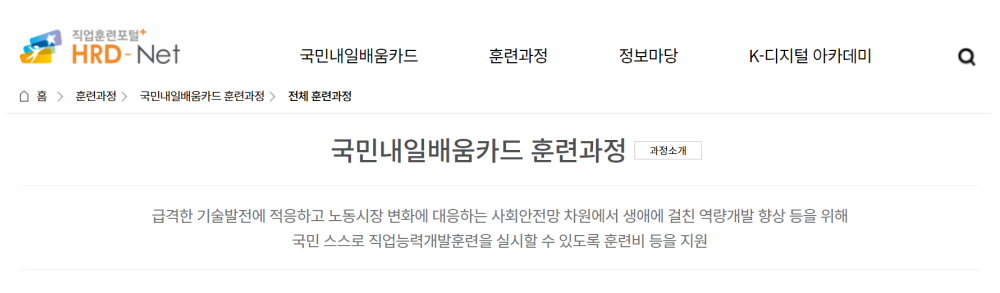 직업훈련포털+
HRD-Net
국민내일배움카드 훈련과정 정보마당 K-디지털 아카데미
홈 > 훈련과정 > 국민내일배움카드 훈련과정 > 전체 훈련과정
국민내일배움카드 훈련과정 과정소개
급격한 기술발전에 적응하고 노동시장 변화에 대응하는 사회안전망 차원에서 생애에 걸친 역량개발 향상 등을 위해
국민 스스로 직업능력개발훈련을 실시할 수 있도록 훈련비 등을 지원